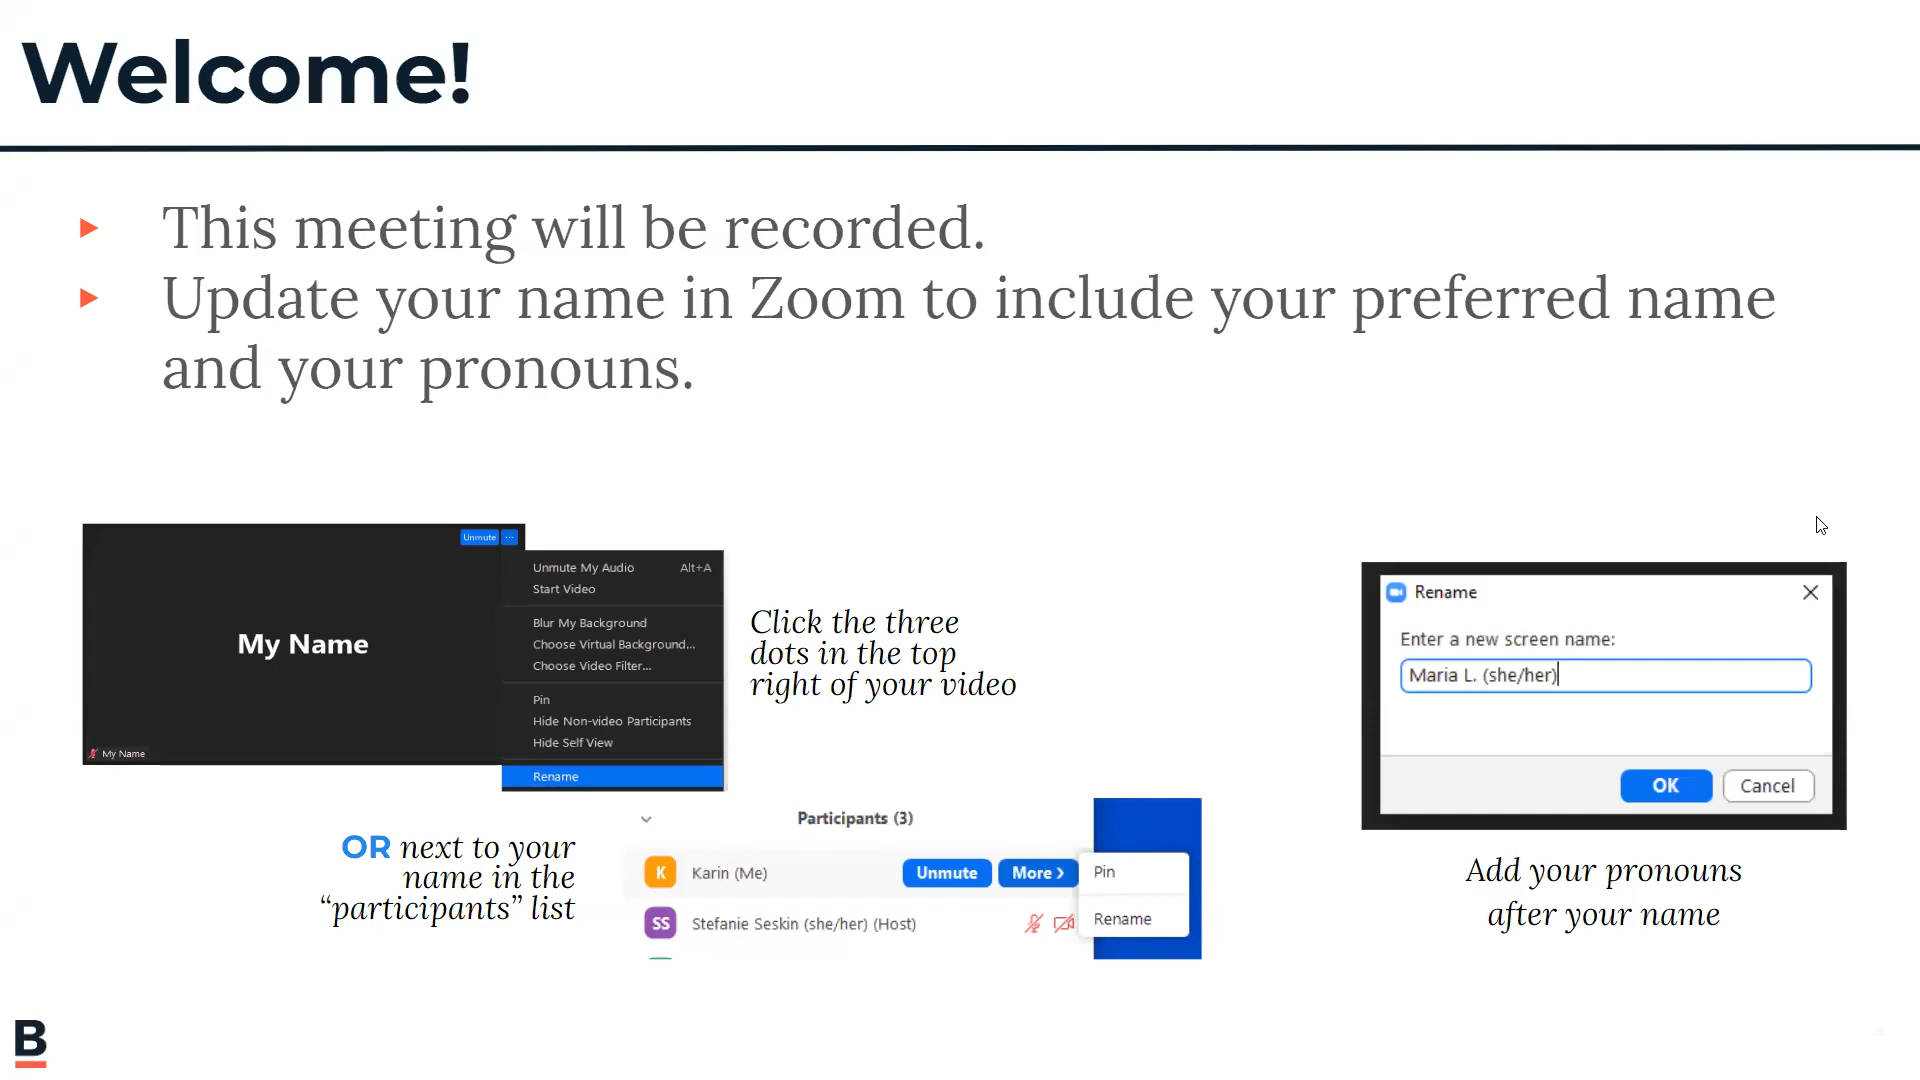 Welcome!
This meeting will be recorded.
Update your name in Zoom to include your preferred name
and your pronouns.
Unmute ...
My Name
My Name
Unmute My Audio Alt+A
Start Video
Blur My Background
Choose Virtual Background...
Choose Video Filter...
Pin
Hide Non-video Participants
Hide Self View
Rename
Click the three
dots in the top
right of your video
OR next to your
name in the
“participants” list
Participants (3)
K Karin (Me) Unmute More >
SS Stefanie Seskin (she/her) (Host)
Pin
Rename
Rename
Enter a new screen name:
Maria L. (she/her)
OK Cancel
Add your pronouns
after your name
B